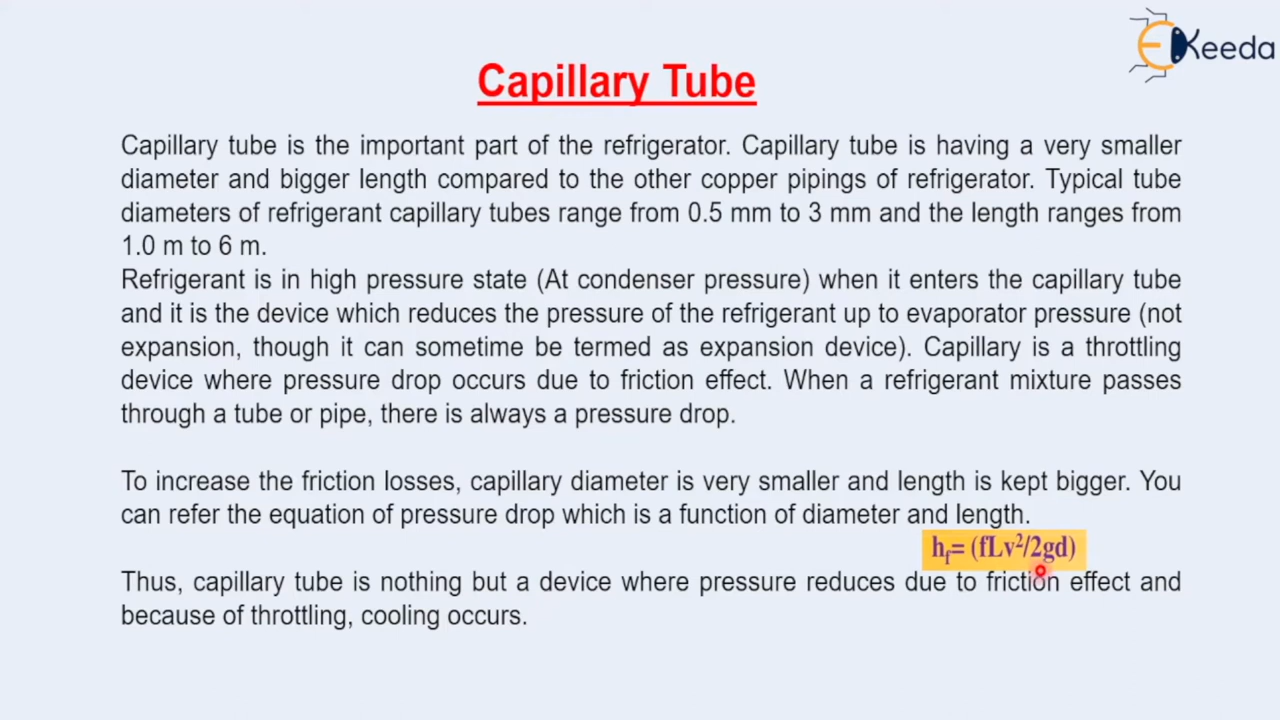 EKeeda
Capillary Tube
Capillary tube is the important part of the refrigerator. Capillary tube is having a very smaller
diameter and bigger length compared to the other copper pipings of refrigerator. Typical tube
diameters of refrigerant capillary tubes range from 0.5 mm to 3 mm and the length ranges from
1.0 m to 6 m.
Refrigerant is in high pressure state (At condenser pressure) when it enters the capillary tube
and it is the device which reduces the pressure of the refrigerant up to evaporator pressure (not
expansion, though it can sometime be termed as expansion device). Capillary is a throttling
device where pressure drop occurs due to friction effect. When a refrigerant mixture passes
through a tube or pipe, there is always a pressure drop.
To increase the friction losses, capillary diameter is very smaller and length is kept bigger. You
can refer the equation of pressure drop which is a function of diameter and length.
h_f= (fLv²/2gd)
Thus, capillary tube is nothing but a device where pressure reduces due to friction effect and
because of throttling, cooling occurs.